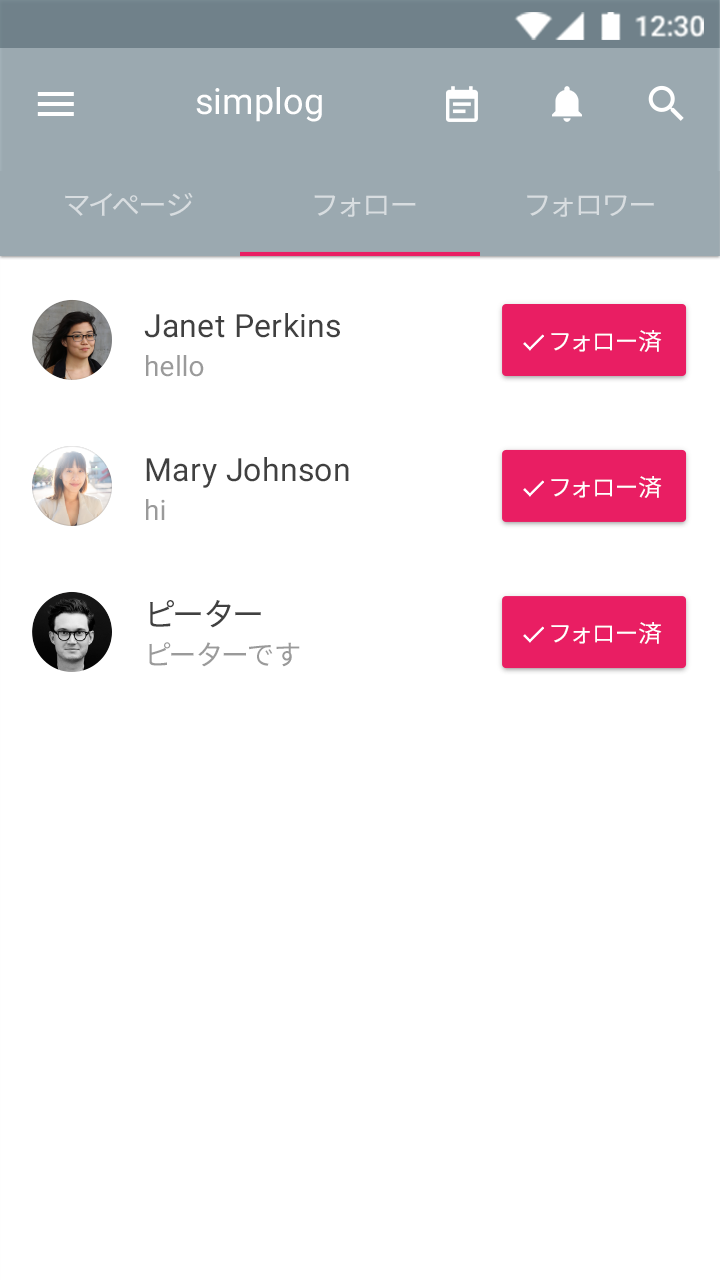 12:30
simplog
マイページ フォロー フォロワー
Janet Perkins
hello
✓フォロー済
Mary Johnson
hi
✓フォロー済
ピーター
ピーターです
✓フォロー済